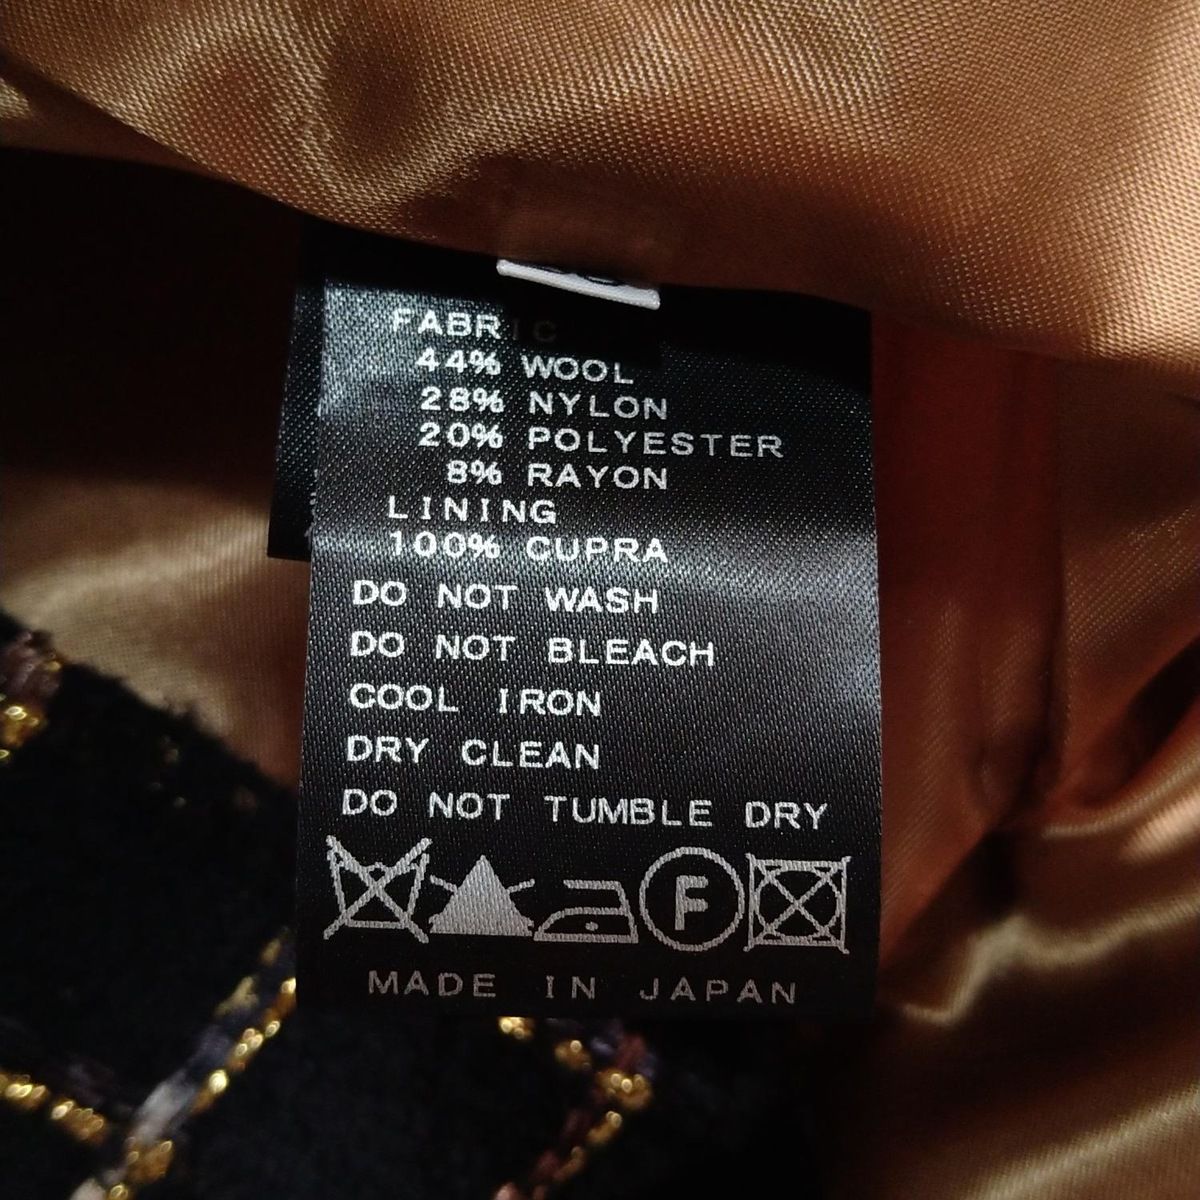 FABRIC
44% WOOL
28% NYLON
20% POLYESTER
8% RAYON
LINING
100% CUPRA
DO NOT WASH
DO NOT BLEACH
COOL IRON
DRY CLEAN
DO NOT TUMBLE DRY
F
MADE IN JAPAN